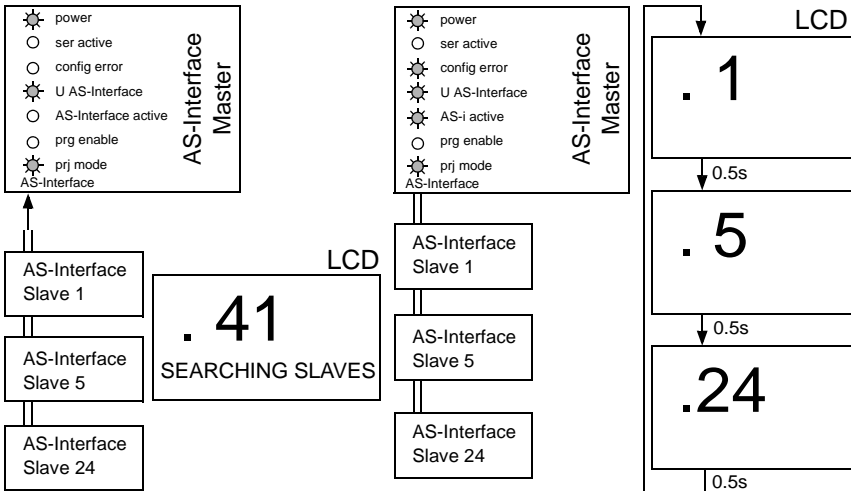 power
ser active
config error
U AS-Interface
AS-Interface active
prg enable
prj mode
AS-Interface
AS-Interface
Master
AS-Interface
Slave 1
AS-Interface
Slave 5
AS-Interface
Slave 24
LCD
. 41
SEARCHING SLAVES
power
ser active
config error
U AS-Interface
AS-i active
prg enable
prj mode
AS-Interface
AS-Interface
Master
AS-Interface
Slave 1
AS-Interface
Slave 5
AS-Interface
Slave 24
LCD
. 1
0.5s
. 5
0.5s
.24
0.5s